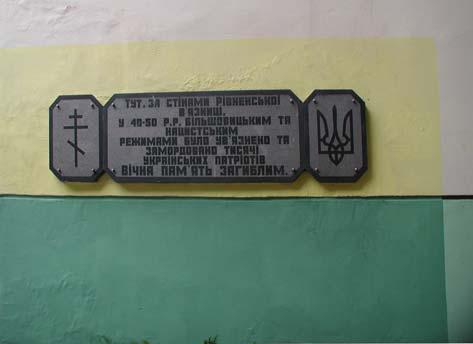 ТУТ, ЗА СТІНАМИ РІВНЕНСЬКОЇ
В'ЯЗНИЦІ,
У 40-50 Р.Р. БІЛЬШОВИЦЬКИМ ТА
НАЦИСТСЬКИМ
РЕЖИМАМИ БУЛО УВ'ЯЗНЕНО ТА
ЗАМОРДОВАНО ТИСЯЧІ
УКРАЇНСЬКИХ ПАТРІОТІВ
ВІЧНА ПАМ'ЯТЬ ЗАГИБЛИМ.